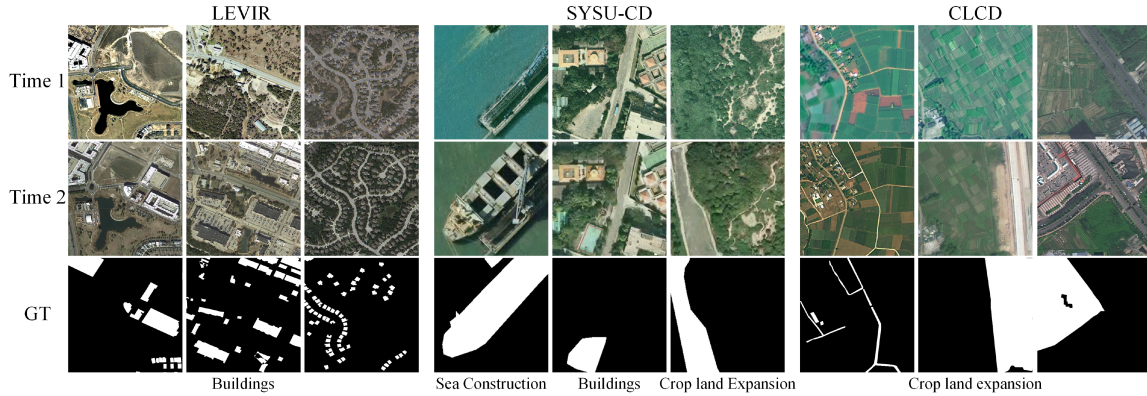 LEVIR SYSU-CD CLCD
Time 1
Time 2
GT
Buildings Sea Construction Buildings Crop land Expansion Crop land expansion